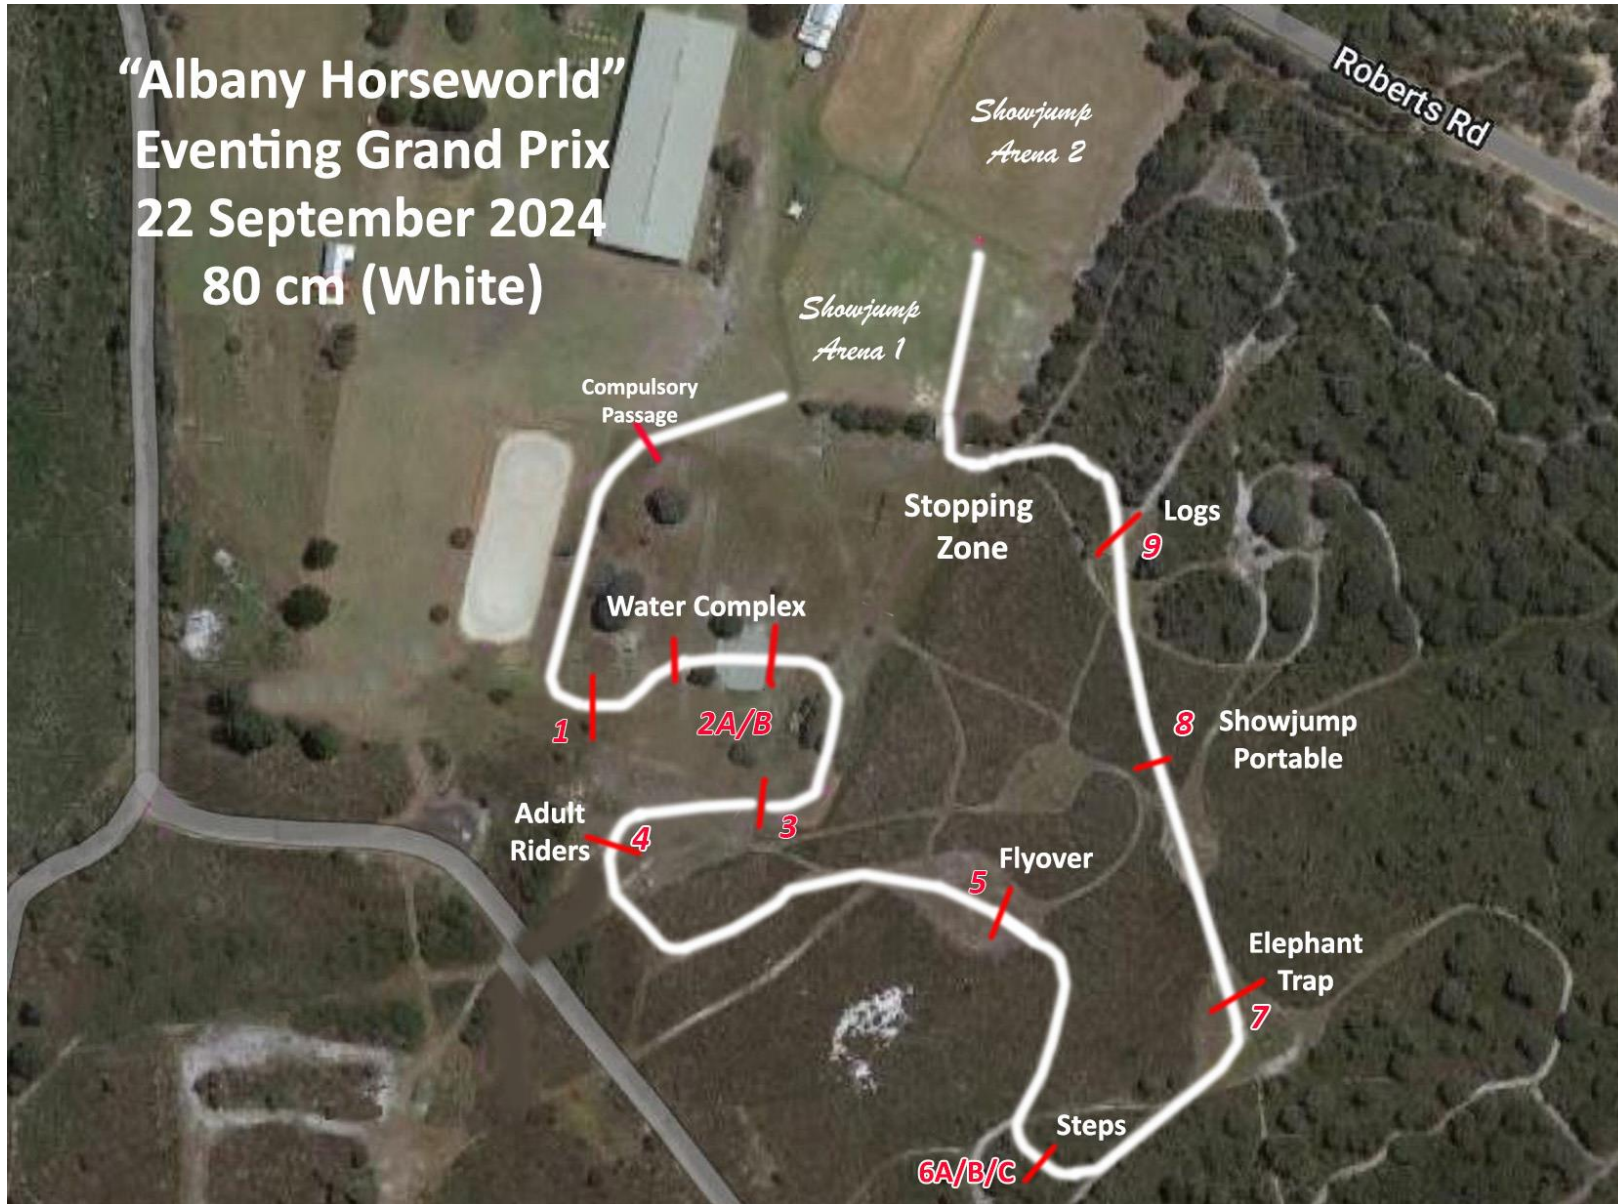 “Albany Horseworld”
Eventing Grand Prix
22 September 2024
80 cm (White)
Roberts Rd
Showjump
Arena 2
Showjump
Arena 1
Compulsory
Passage
Stopping
Zone
Logs
9
Water Complex
1
2A/B
8
Showjump
Portable
Adult
Riders
4
3
Flyover
5
Elephant
Trap
7
Steps
6A/B/C